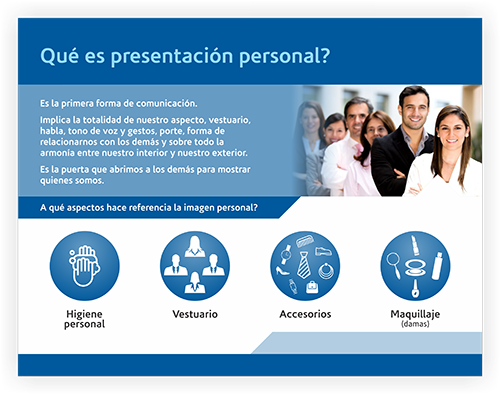 Qué es presentación personal?
Es la primera forma de comunicación.
Implica la totalidad de nuestro aspecto, vestuario,
habla, tono de voz y gestos, porte, forma de
relacionarnos con los demás y sobre todo la
armonía entre nuestro interior y nuestro exterior.
Es la puerta que abrimos a los demás para mostrar
quienes somos.
A qué aspectos hace referencia la imagen personal?
Higiene
personal
Vestuario
Accesorios
Maquillaje
(damas)